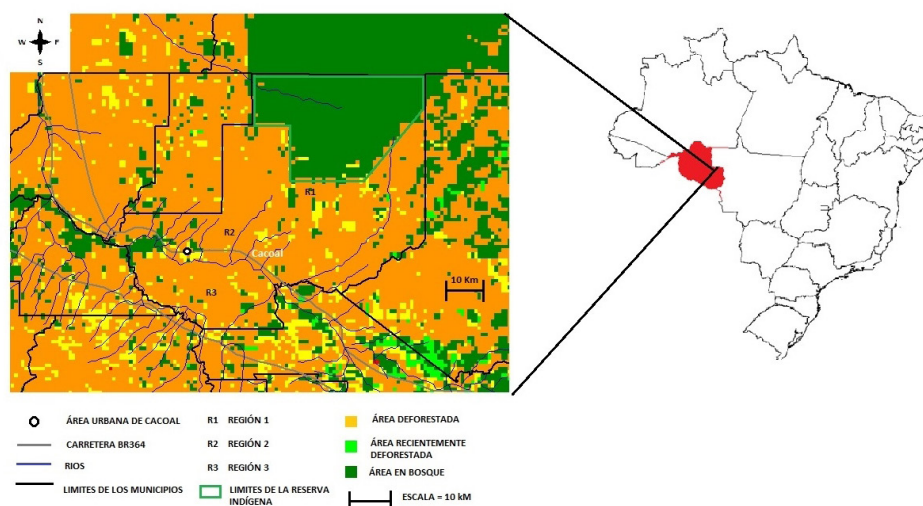 N
W E
S
R1
R2
Cacoal
10 Km
R3
ÁREA URBANA DE CACOAL
CARRETERA BR364
RIOS
LIMITES DE LOS MUNICIPIOS
R1 REGIÓN 1
R2 REGIÓN 2
R3 REGIÓN 3
LIMITES DE LA RESERVA
INDÍGENA
ÁREA DEFORESTADA
ÁREA RECIENTEMENTE
DEFORESTADA
ÁREA EN BOSQUE
ESCALA = 10 kM